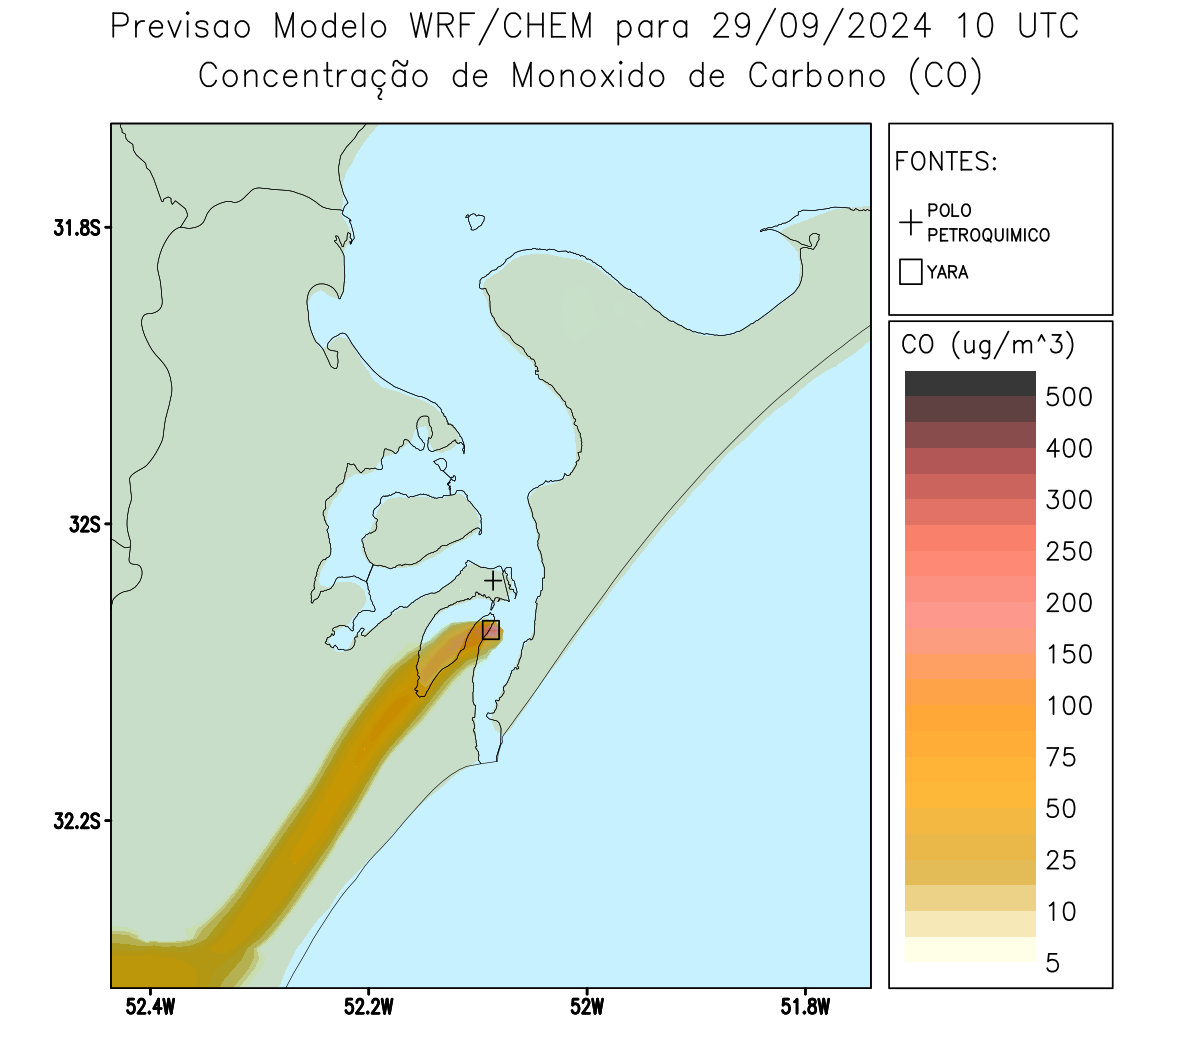 Previsao Modelo WRF/CHEM para 29/09/2024 10 UTC
Concentração de Monoxido de Carbono (CO)
31.8S
32S
32.2S
52.4W
52.2W
52W
51.8W
FONTES:
POLO
PETROQUIMICO
YARA
CO (ug/m^3)
500
400
300
250
200
150
100
75
50
25
10
5